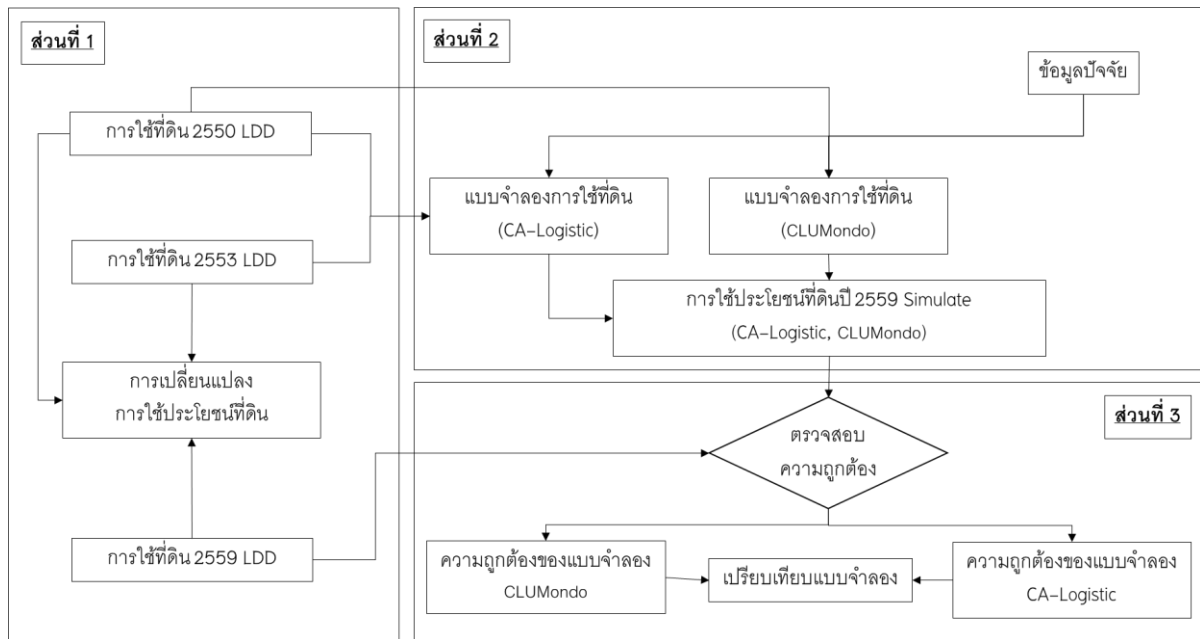 ส่วนที่ 1
การใช้ที่ดิน 2550 LDD
การใช้ที่ดิน 2553 LDD
การเปลี่ยนแปลง
การใช้ประโยชน์ที่ดิน
การใช้ที่ดิน 2559 LDD
ส่วนที่ 2
ข้อมูลปัจจัย
แบบจำลองการใช้ที่ดิน
(CA-Logistic)
แบบจำลองการใช้ที่ดิน
(CLUMondo)
การใช้ประโยชน์ที่ดินปี 2559 Simulate
(CA-Logistic, CLUMondo)
ส่วนที่ 3
ตรวจสอบ
ความถูกต้อง
ความถูกต้องของแบบจำลอง
CLUMondo
เปรียบเทียบแบบจำลอง
ความถูกต้องของแบบจำลอง
CA-Logistic